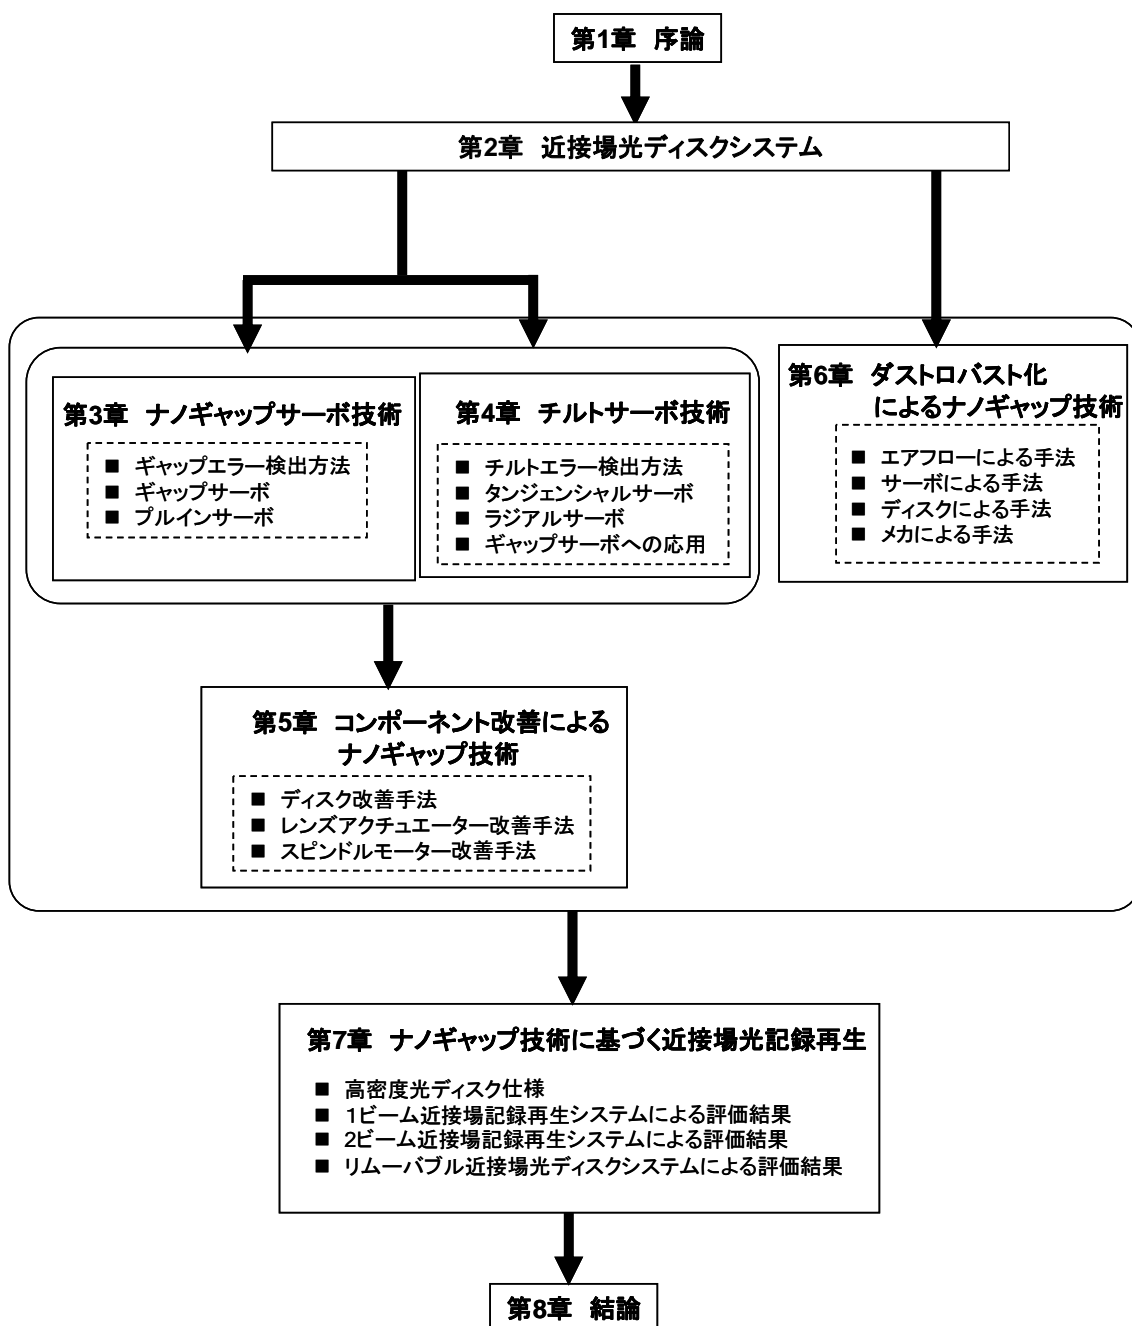 第1章 序論
第2章 近接場光ディスクシステム
第3章 ナノギャップサーボ技術
■ ギャップエラー検出方法
■ ギャップサーボ
■ プルインサーボ
第4章 チルトサーボ技術
■ チルトエラー検出方法
■ タンジェンシャルサーボ
■ ラジアルサーボ
■ ギャップサーボへの応用
第6章 ダストロバスト化
によるナノギャップ技術
■ エアフローによる手法
■ サーボによる手法
■ ディスクによる手法
■ メカによる手法
第5章 コンポーネント改善による
ナノギャップ技術
■ ディスク改善手法
■ レンズアクチュエーター改善手法
■ スピンドルモーター改善手法
第7章 ナノギャップ技術に基づく近接場光記録再生
■ 高密度光ディスク仕様
■ 1ビーム近接場記録再生システムによる評価結果
■ 2ビーム近接場記録再生システムによる評価結果
■ リムーバブル近接場光ディスクシステムによる評価結果
第8章 結論